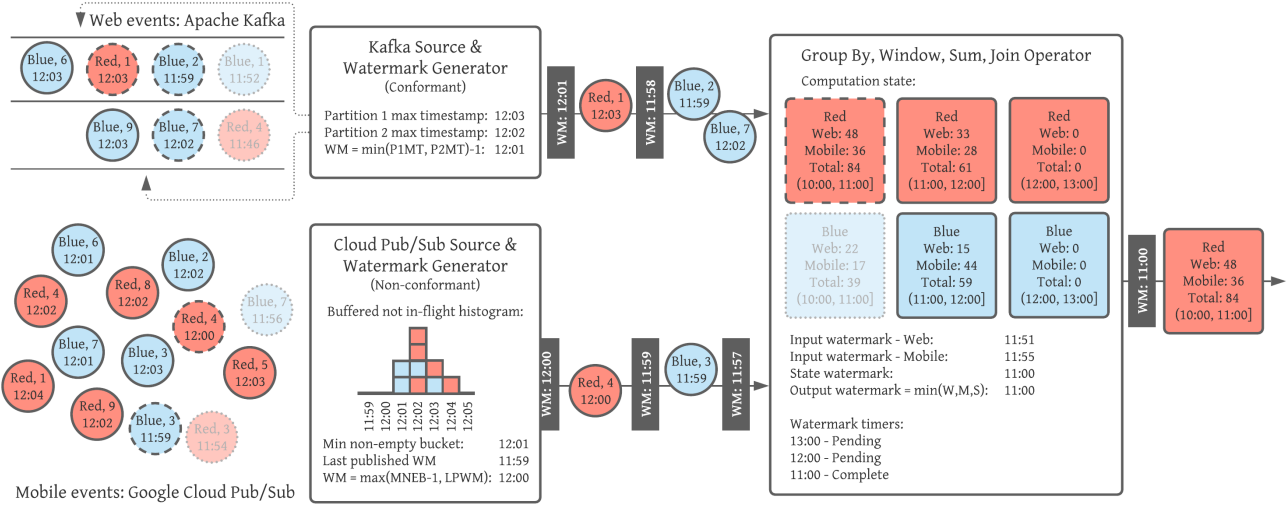 Web events: Apache Kafka
Blue, 6
12:03
Red, 1
12:03
Blue, 2
11:59
Blue, 1
11:52
Blue, 9
12:03
Blue, 7
12:02
Red, 4
11:46
Kafka Source &
Watermark Generator
(Conformant)
Partition 1 max timestamp: 12:03
Partition 2 max timestamp: 12:02
WM = min(P1MT, P2MT)-1: 12:01
WM: 12:01
Red, 1
12:03
WM: 11:58
Blue, 2
11:59
Blue, 7
12:02
Blue, 6
12:01
Blue, 2
12:02
Red, 4
12:02
Red, 8
12:02
Blue, 7
11:56
Red, 4
12:00
Blue, 7
12:01
Blue, 3
12:03
Red, 5
12:03
Red, 1
12:04
Red, 9
12:02
Blue, 3
11:59
Red, 3
11:54
Mobile events: Google Cloud Pub/Sub
Cloud Pub/Sub Source &
Watermark Generator
(Non-conformant)
Buffered not in-flight histogram:
11:59
12:00
12:01
12:02
12:03
12:04
12:05
Min non-empty bucket: 12:01
Last published WM 11:59
WM = max(MNEB-1, LPWM): 12:00
WM: 12:00
Red, 4
12:00
WM: 11:59
Blue, 3
11:59
WM: 11:57
Group By, Window, Sum, Join Operator
Computation state:
Red
Web: 48
Mobile: 36
Total: 84
(10:00, 11:00]
Red
Web: 33
Mobile: 28
Total: 61
(11:00, 12:00]
Red
Web: 0
Mobile: 0
Total: 0
(12:00, 13:00]
Blue
Web: 22
Mobile: 17
Total: 39
(10:00, 11:00]
Blue
Web: 15
Mobile: 44
Total: 59
(11:00, 12:00]
Blue
Web: 0
Mobile: 0
Total: 0
(12:00, 13:00]
Input watermark - Web: 11:51
Input watermark - Mobile: 11:55
State watermark: 11:00
Output watermark = min(W,M,S): 11:00
Watermark timers:
13:00 - Pending
12:00 - Pending
11:00 - Complete
WM: 11:00
Red
Web: 48
Mobile: 36
Total: 84
(10:00, 11:00]